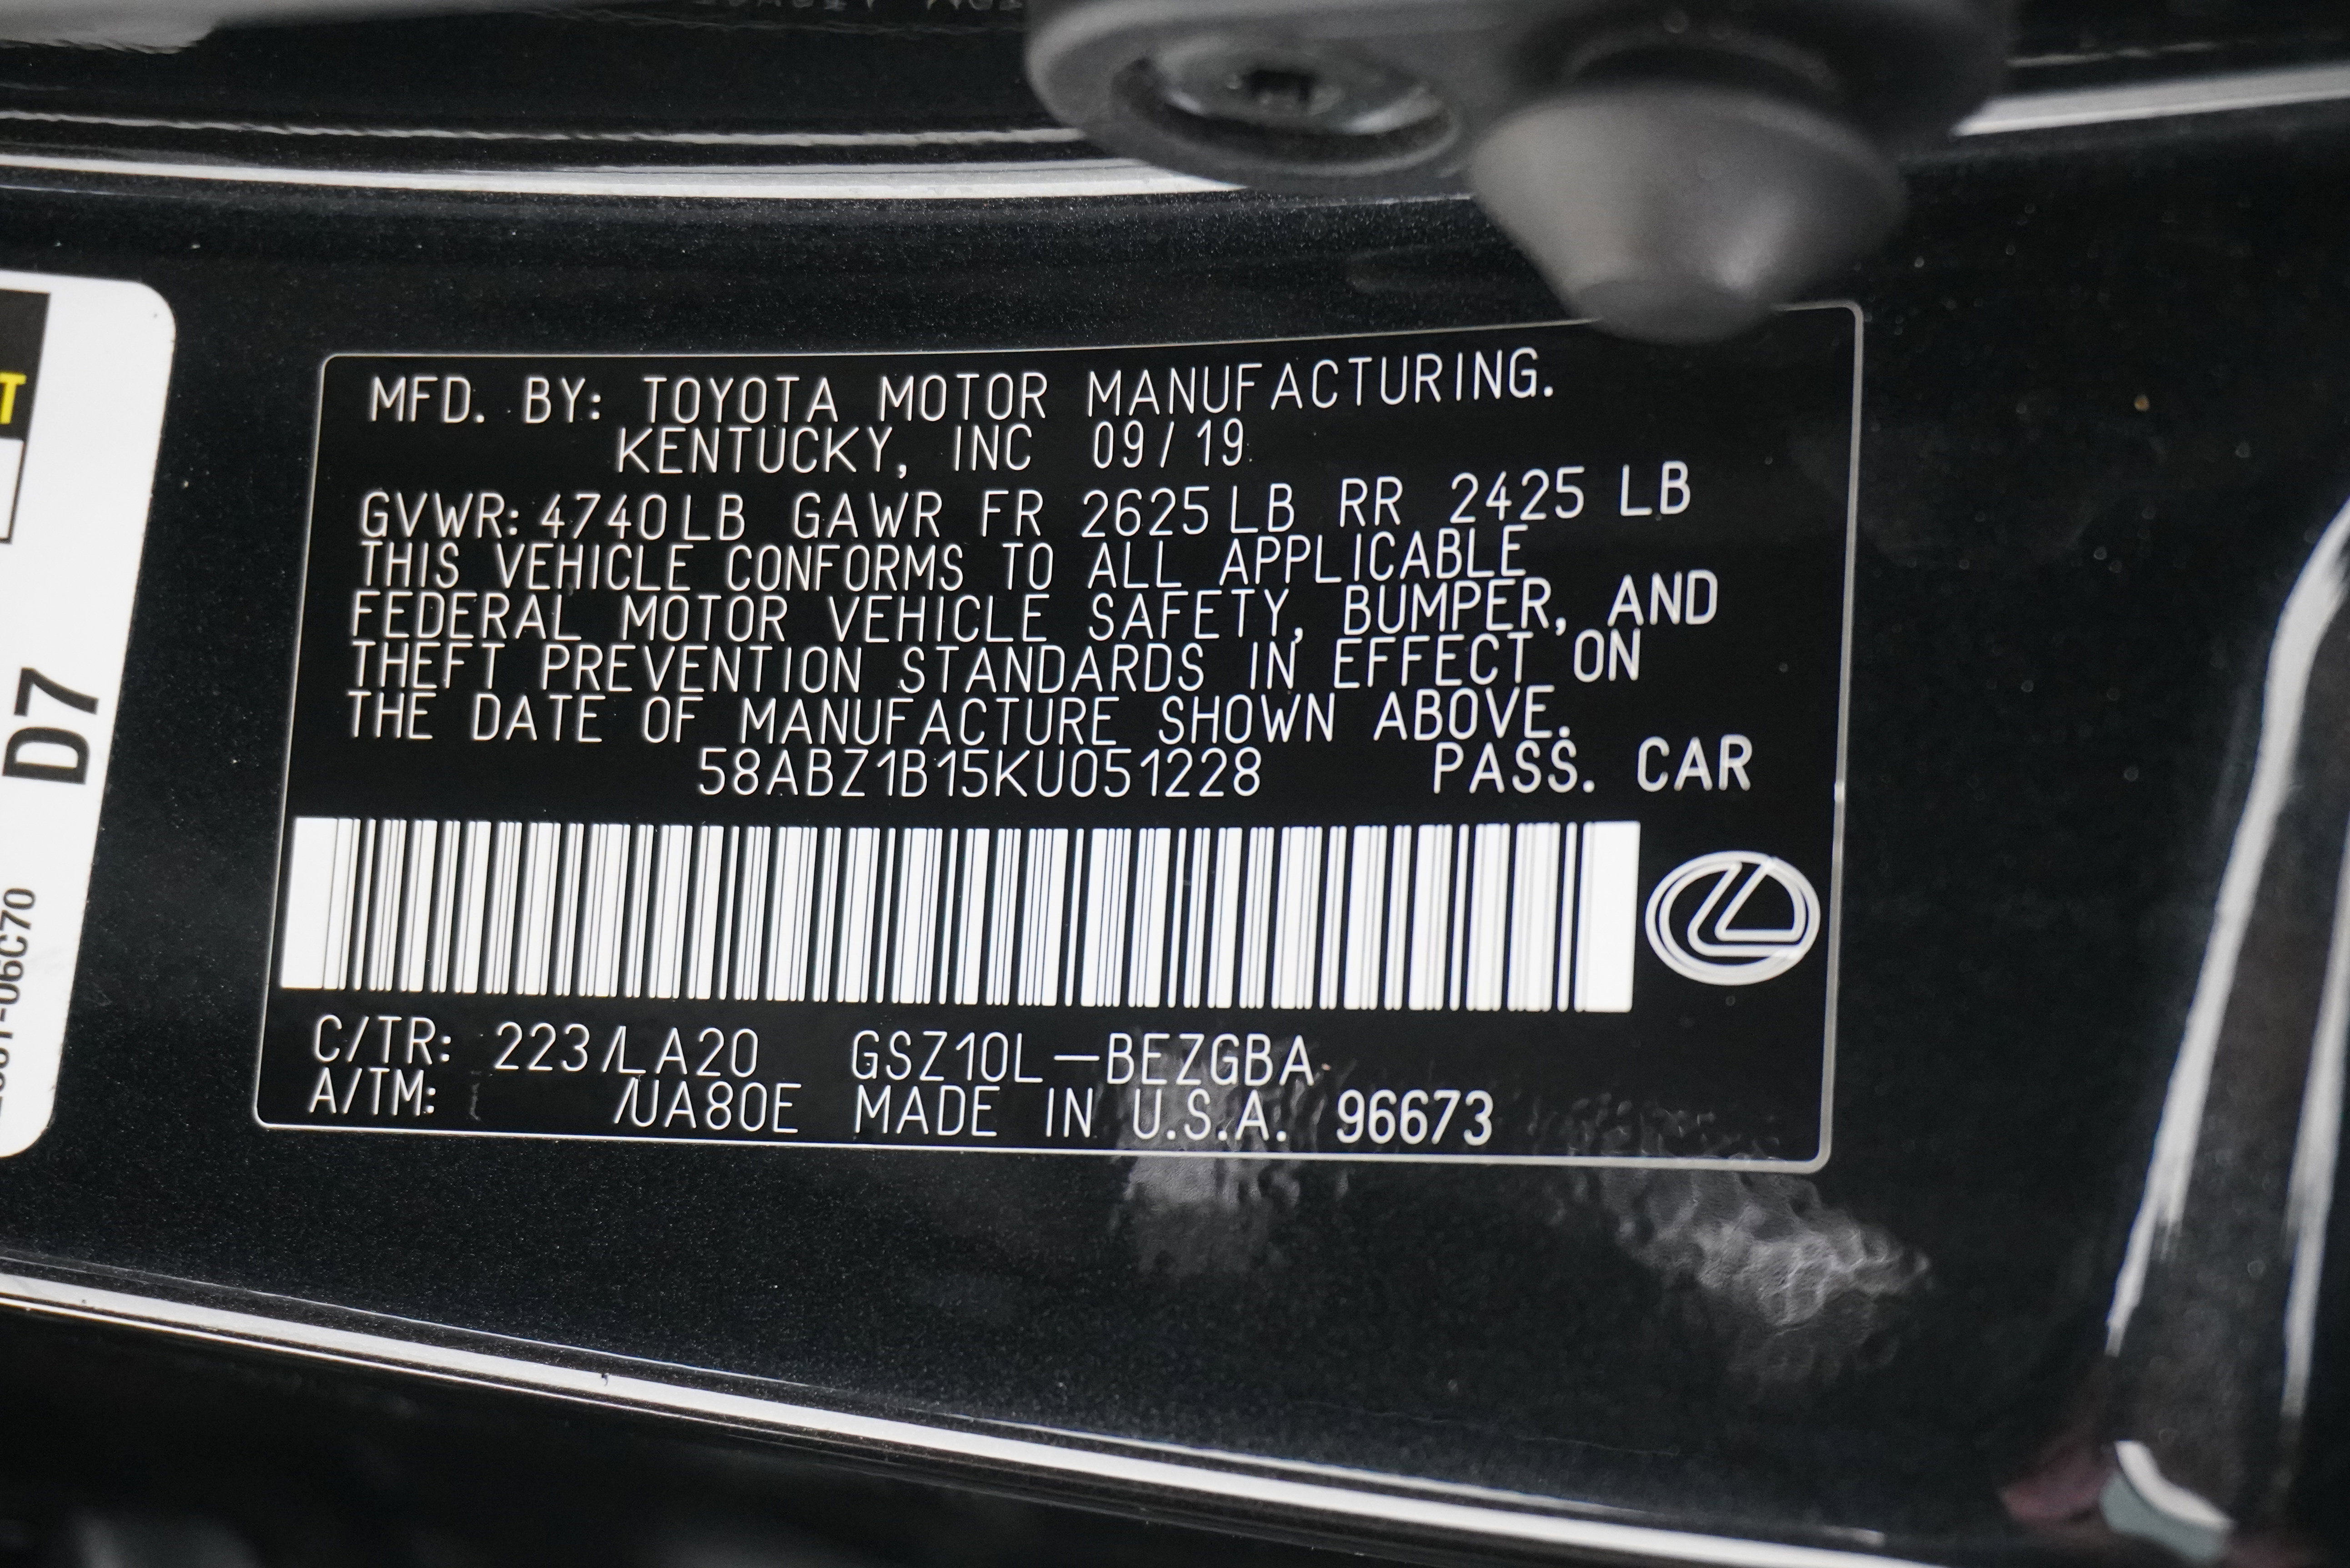 MFD. BY: TOYOTA MOTOR MANUFACTURING.
KENTUCKY, INC 09/19
GVWR: 4740LB GAWR FR 2625LB RR 2425 LB
THIS VEHICLE CONFORMS TO ALL APPLICABLE
FEDERAL MOTOR VEHICLE SAFETY, BUMPER, AND
THEFT PREVENTION STANDARDS IN EFFECT ON
THE DATE OF MANUFACTURE SHOWN ABOVE.
58ABZ1B15KU051228 PASS. CAR
C/TR: 223/LA20 GSZ10L-BEZGBA
A/TM: /UA80E MADE IN U.S.A. 96673
T
D7